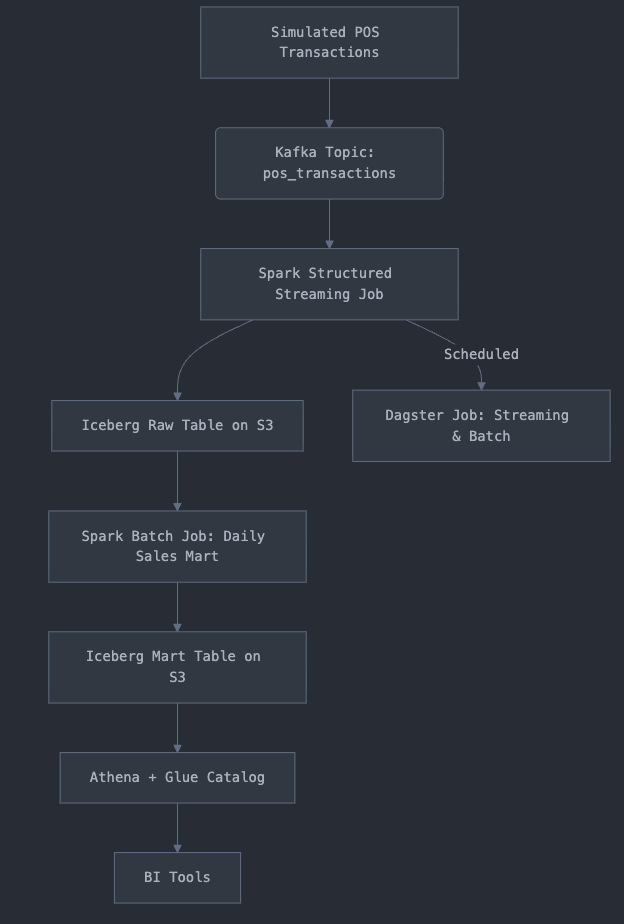 Simulated POS
Transactions
Kafka Topic:
pos_transactions
Spark Structured
Streaming Job
Scheduled
Iceberg Raw Table on S3
Dagster Job: Streaming
& Batch
Spark Batch Job: Daily
Sales Mart
Iceberg Mart Table on
S3
Athena + Glue Catalog
BI Tools